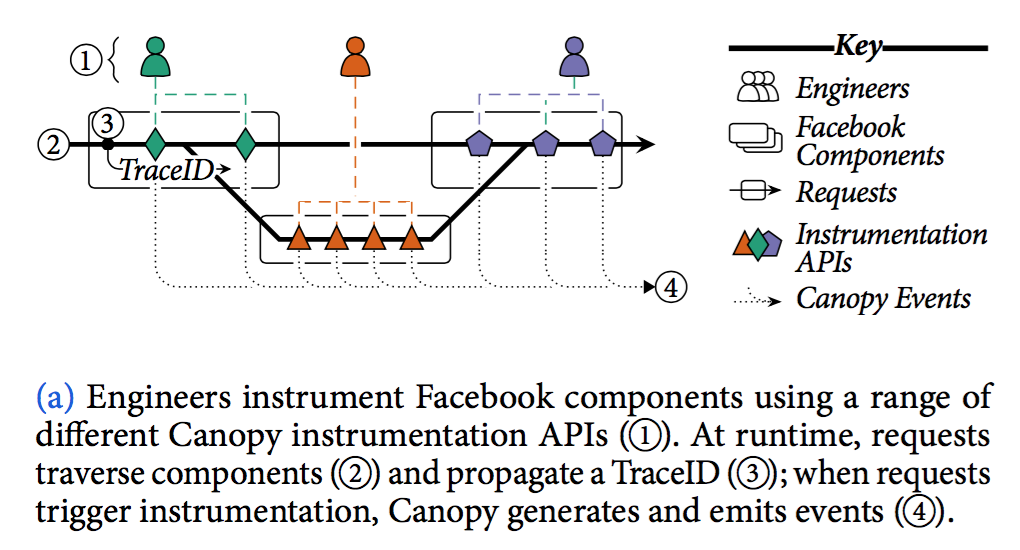 ①
Key
Engineers
③
②
TraceID
Facebook
Components
Requests
Instrumentation
APIs
④
Canopy Events
(a) Engineers instrument Facebook components using a range of
different Canopy instrumentation APIs (①). At runtime, requests
traverse components (②) and propagate a TraceID (③); when requests
trigger instrumentation, Canopy generates and emits events (④).